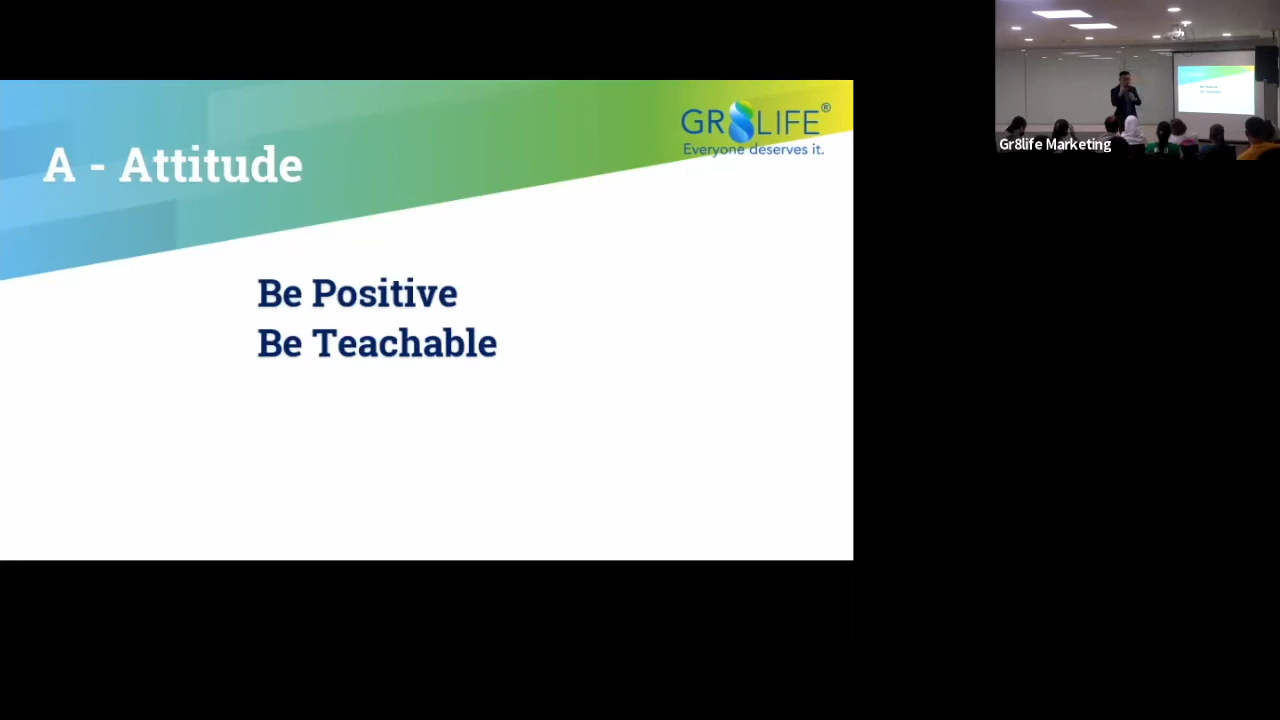 A - Attitude
GR8LIFE®
Everyone deserves it.
Be Positive
Be Teachable
Gr8life Marketing